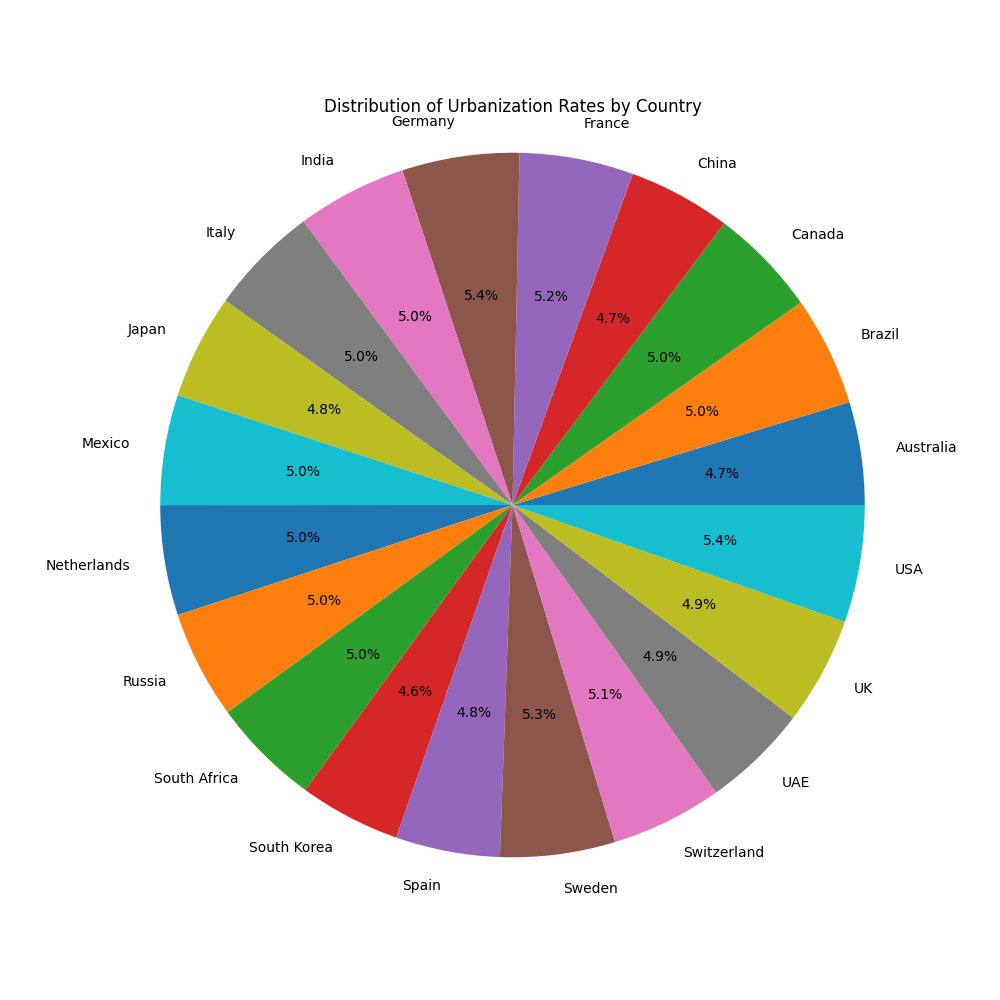 Distribution of Urbanization Rates by Country
Germany
France
India
China
Italy
Canada
Japan
Brazil
Mexico
Australia
Netherlands
USA
Russia
UK
South Africa
UAE
South Korea
Switzerland
Spain
Sweden
5.4%
5.2%
5.0%
4.7%
5.0%
5.0%
4.8%
5.0%
5.0%
4.7%
5.0%
5.4%
5.0%
4.9%
5.0%
4.9%
4.6%
5.1%
4.8%
5.3%